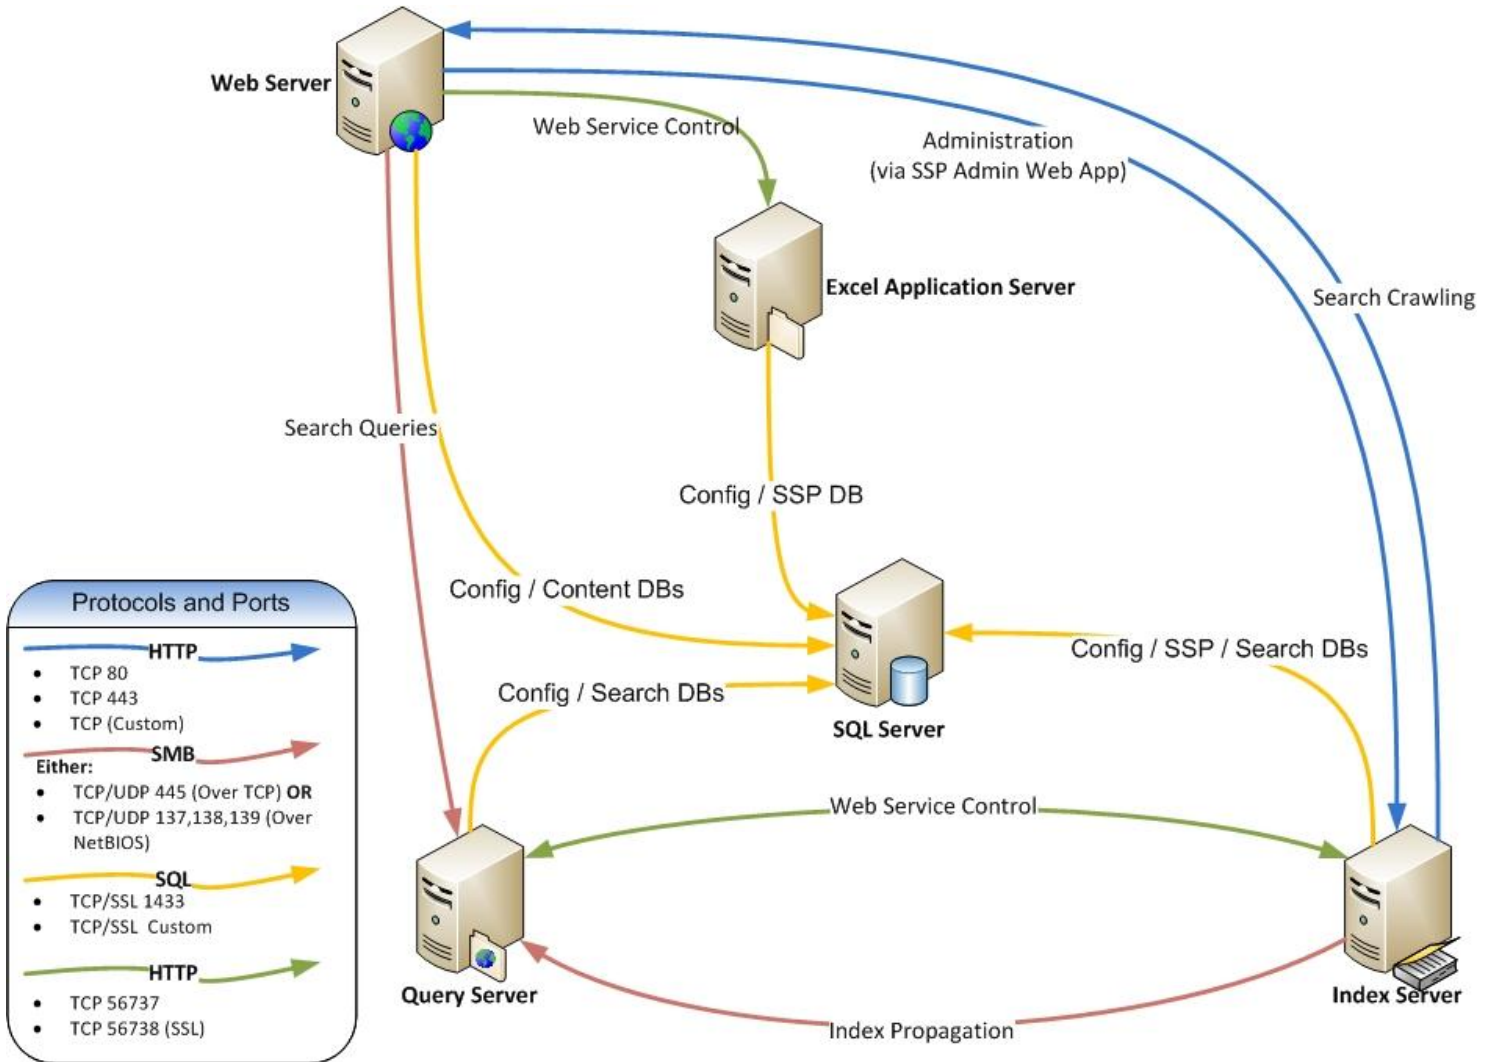 Web Server
Web Service Control
Administration
(via SSP Admin Web App)
Excel Application Server
Search Crawling
Search Queries
Config / SSP DB
Config / Content DBs
Config / SSP / Search DBs
Config / Search DBs
SQL Server
Web Service Control
Query Server
Index Server
Index Propagation
Protocols and Ports
HTTP
• TCP 80
• TCP 443
• TCP (Custom)
SMB
Either:
• TCP/UDP 445 (Over TCP) OR
• TCP/UDP 137,138,139 (Over
NetBIOS)
SQL
• TCP/SSL 1433
• TCP/SSL Custom
HTTP
• TCP 56737
• TCP 56738 (SSL)